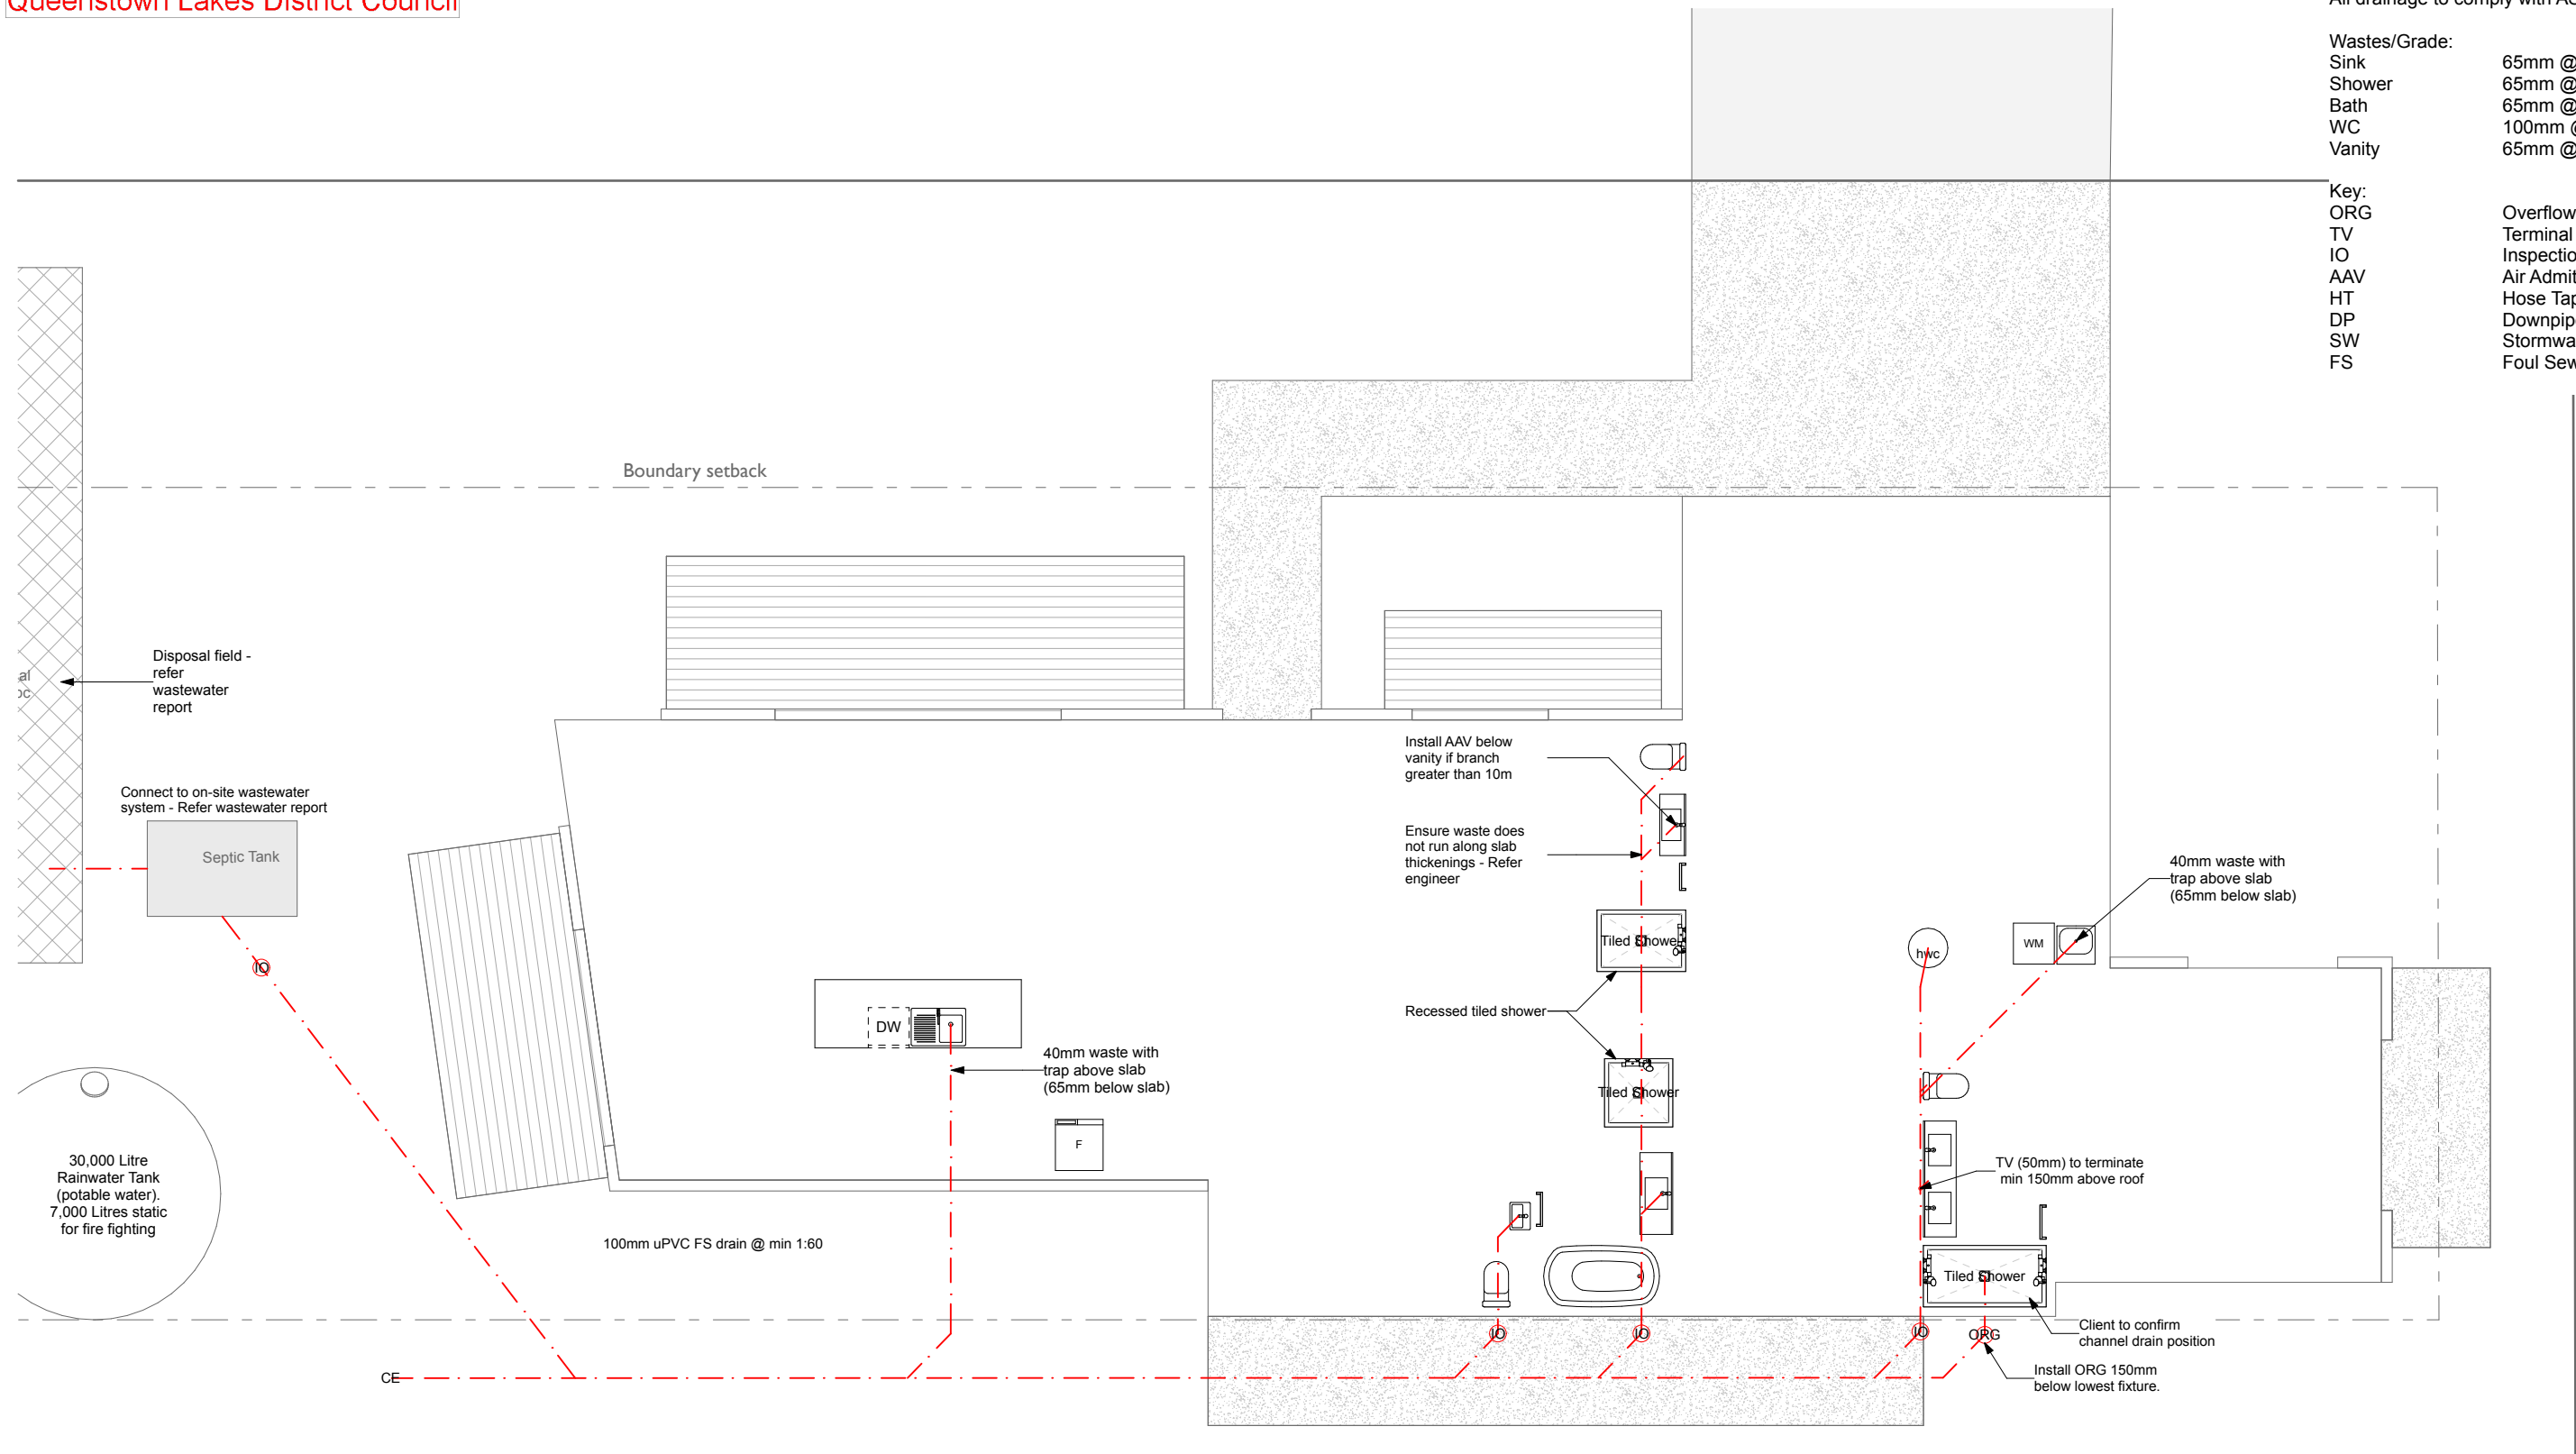 Queenstown Lakes District Council
All drainage to comply with
Wastes/Grade:
Sink 65mm @
Shower 65mm @
Bath 65mm @
WC 100mm
Vanity 65mm @
Key:
ORG Overflow
TV Terminal
IO
AAV Air
HT Hose
DP
SW
FS Foul
Boundary setback
Disposal field -
refer
wastewater
report
Connect to on-site wastewater
system - Refer wastewater report
Septic Tank
IO
30,000 Litre
Rainwater Tank
(potable water).
7,000 Litres static
for fire fighting
DW
40mm waste with
trap above slab
(65mm below slab)
F
100mm uPVC FS drain @ min 1:60
CE
Install AAV below
vanity if branch
greater than 10m
Ensure waste does
not run along slab
thickenings - Refer
engineer
Tiled Shower
Recessed tiled shower
Tiled Shower
hwc
WM
40mm waste with
trap above slab
(65mm below slab)
TV (50mm) to terminate
min 150mm above roof
Tiled Shower
IO
IO
IO
ORG
Client to confirm
channel drain position
Install ORG 150mm
below lowest fixture.